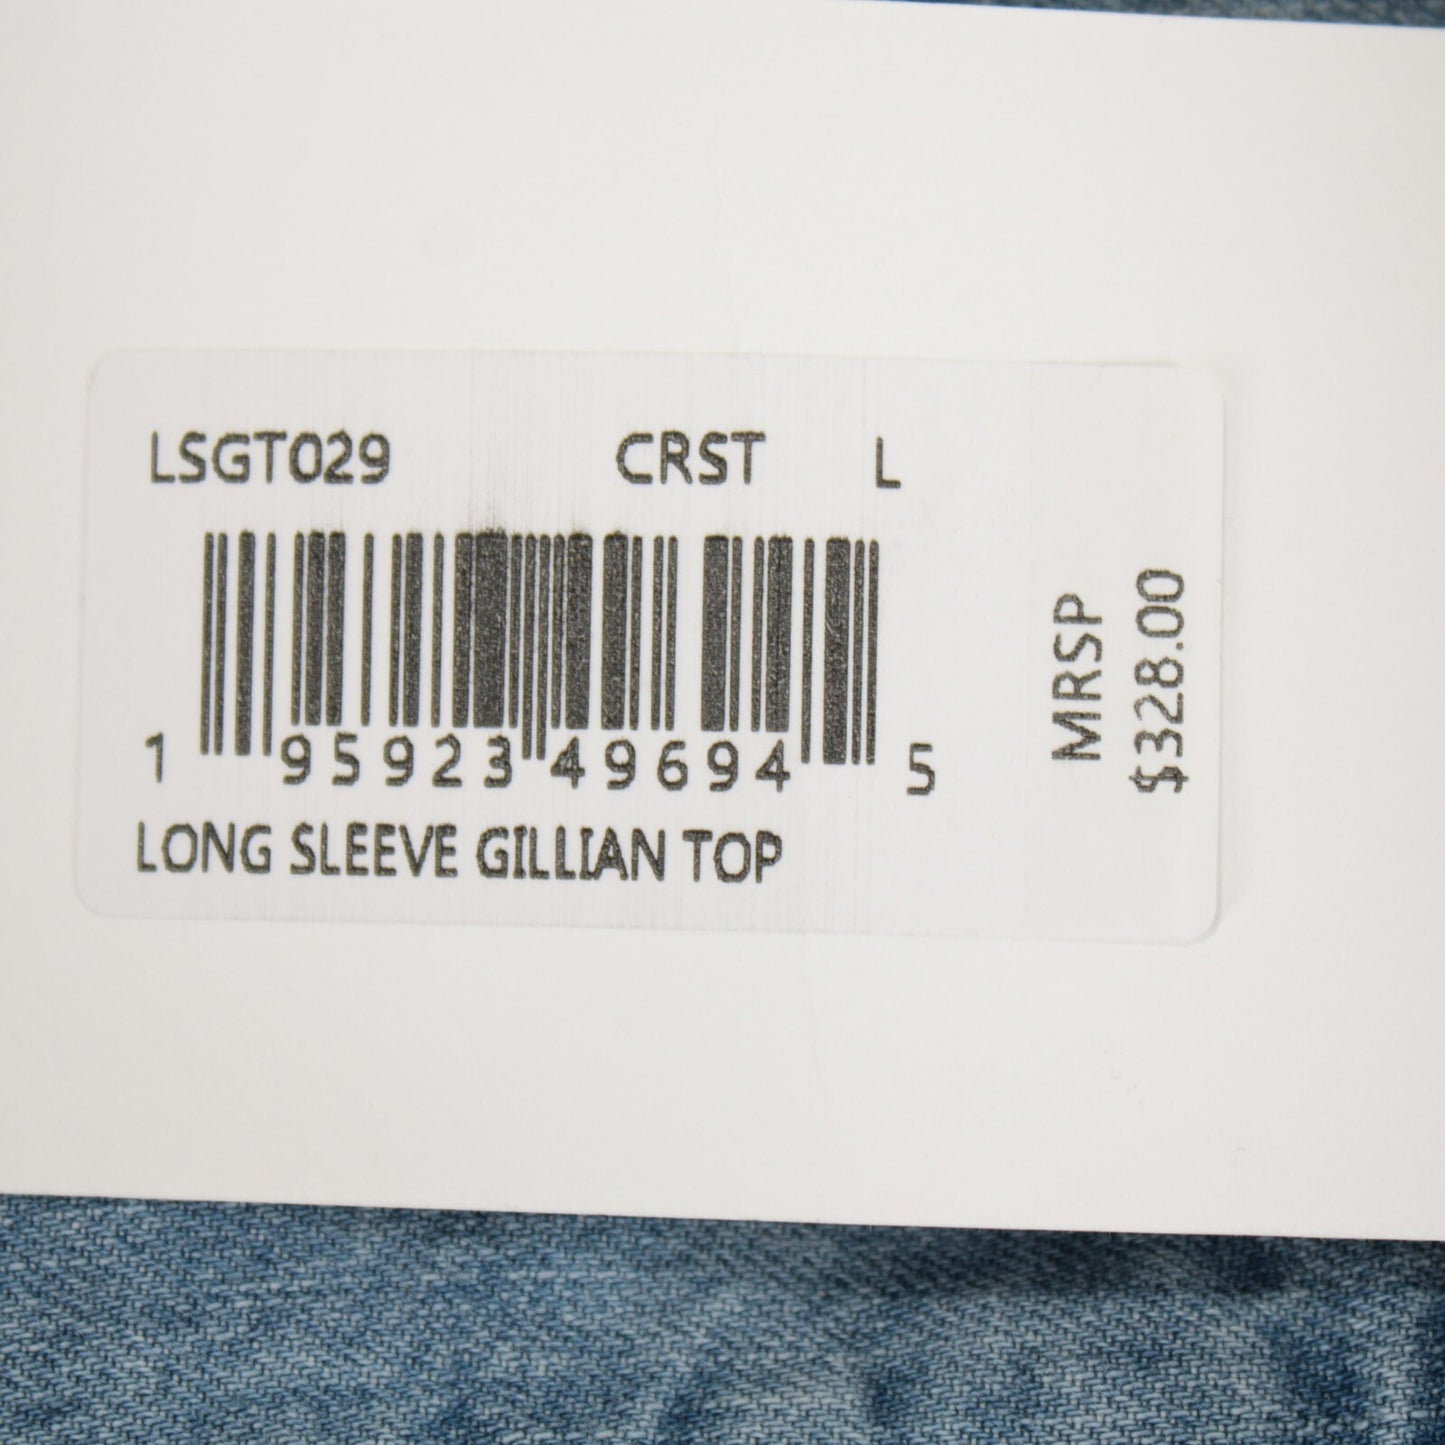 LSGT029 CRST L
1 95923 49694 5
LONG SLEEVE GILLIAN TOP
MRSP
$328.00